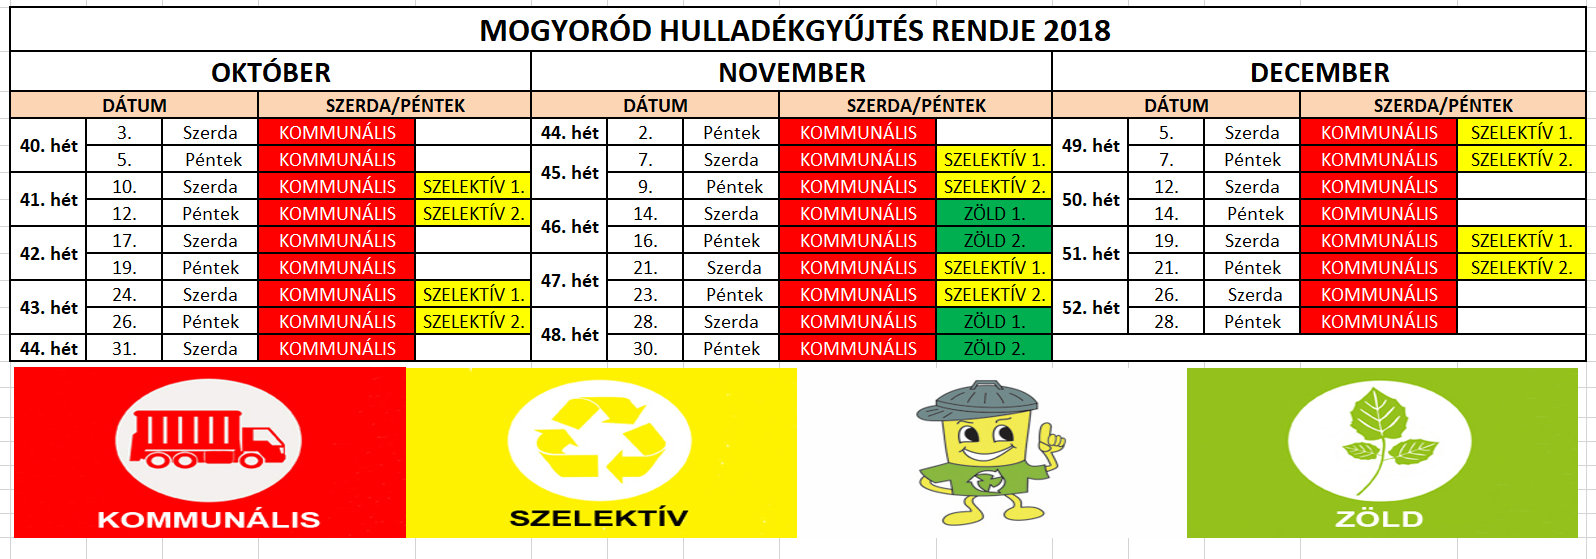 MOGYORÓD HULLADÉKGYŰJTÉS RENDJE 2018
OKTÓBER NOVEMBER DECEMBER
DÁTUM SZERDA/PÉNTEK DÁTUM SZERDA/PÉNTEK DÁTUM SZERDA/PÉNTEK
40. hét 3. Szerda KOMMUNÁLIS 44. hét 2. Péntek KOMMUNÁLIS 49. hét 5. Szerda KOMMUNÁLIS SZELEKTÍV 1.
5. Péntek KOMMUNÁLIS 45. hét 7. Szerda KOMMUNÁLIS SZELEKTÍV 1. 7. Péntek KOMMUNÁLIS SZELEKTÍV 2.
41. hét 10. Szerda KOMMUNÁLIS SZELEKTÍV 1. 9. Péntek KOMMUNÁLIS SZELEKTÍV 2. 50. hét 12. Szerda KOMMUNÁLIS
12. Péntek KOMMUNÁLIS SZELEKTÍV 2. 46. hét 14. Szerda KOMMUNÁLIS ZÖLD 1. 14. Péntek KOMMUNÁLIS
42. hét 17. Szerda KOMMUNÁLIS 16. Péntek KOMMUNÁLIS ZÖLD 2. 51. hét 19. Szerda KOMMUNÁLIS SZELEKTÍV 1.
19. Péntek KOMMUNÁLIS 47. hét 21. Szerda KOMMUNÁLIS SZELEKTÍV 1. 21. Péntek KOMMUNÁLIS SZELEKTÍV 2.
43. hét 24. Szerda KOMMUNÁLIS SZELEKTÍV 1. 23. Péntek KOMMUNÁLIS SZELEKTÍV 2. 52. hét 26. Szerda KOMMUNÁLIS
26. Péntek KOMMUNÁLIS SZELEKTÍV 2. 48. hét 28. Szerda KOMMUNÁLIS ZÖLD 1. 28. Péntek KOMMUNÁLIS
44. hét 31. Szerda KOMMUNÁLIS 30. Péntek KOMMUNÁLIS ZÖLD 2.
KOMMUNÁLIS SZELEKTÍV ZÖLD